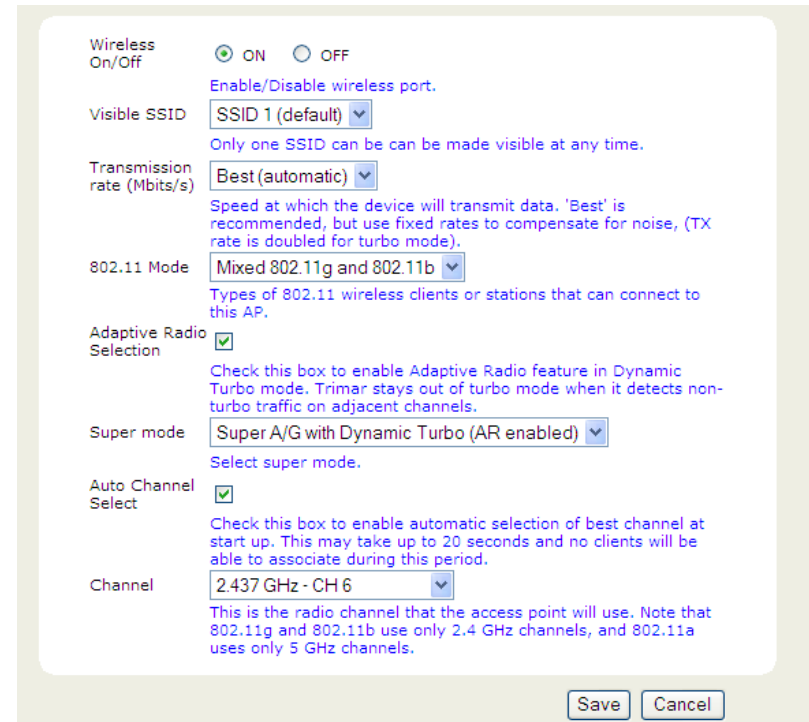 Wireless
On/Off
ON OFF
Enable/Disable wireless port.
Visible SSID SSID 1 (default)
Only one SSID can be can be made visible at any time.
Transmission
rate (Mbits/s)
Best (automatic)
Speed at which the device will transmit data. 'Best' is
recommended, but use fixed rates to compensate for noise, (TX
rate is doubled for turbo mode).
802.11 Mode Mixed 802.11g and 802.11b
Types of 802.11 wireless clients or stations that can connect to
this AP.
Adaptive Radio
Selection
Check this box to enable Adaptive Radio feature in Dynamic
Turbo mode. Trimar stays out of turbo mode when it detects non-
turbo traffic on adjacent channels.
Super mode Super A/G with Dynamic Turbo (AR enabled)
Select super mode.
Auto Channel
Select
Check this box to enable automatic selection of best channel at
start up. This may take up to 20 seconds and no clients will be
able to associate during this period.
Channel 2.437 GHz - CH 6
This is the radio channel that the access point will use. Note that
802.11g and 802.11b use only 2.4 GHz channels, and 802.11a
uses only 5 GHz channels.
Save Cancel